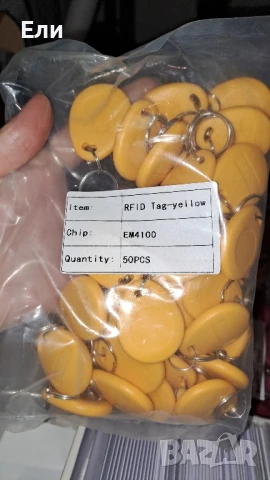 Ели
Item: RFID Tag-yellow
Chip: EM4100
Quantity: 50PCS
BAZAR